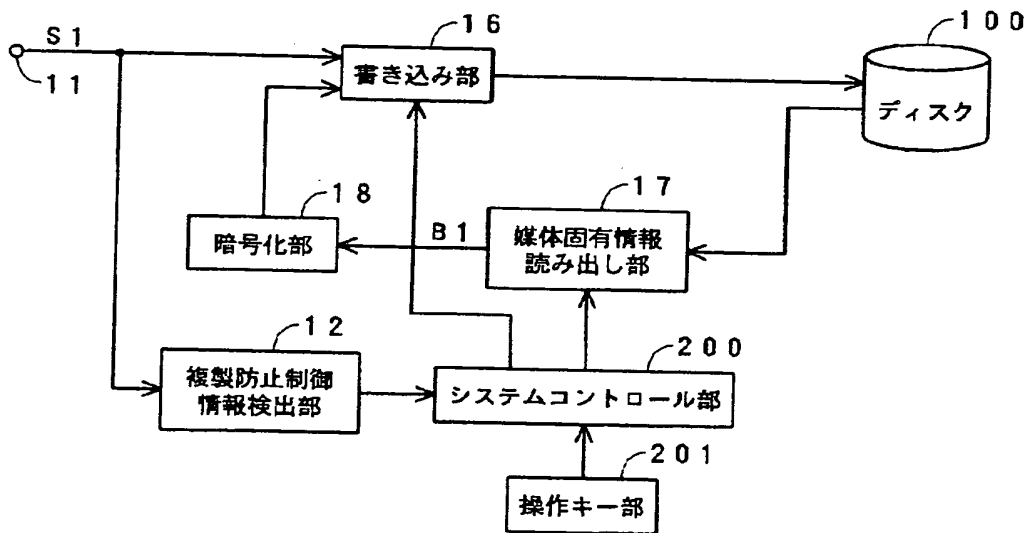 S1
11
16
書き込み部
100
ディスク
18
暗号化部
B1
17
媒体固有情報
読み出し部
12
複製防止制御
情報検出部
200
システムコントロール部
201
操作キー部